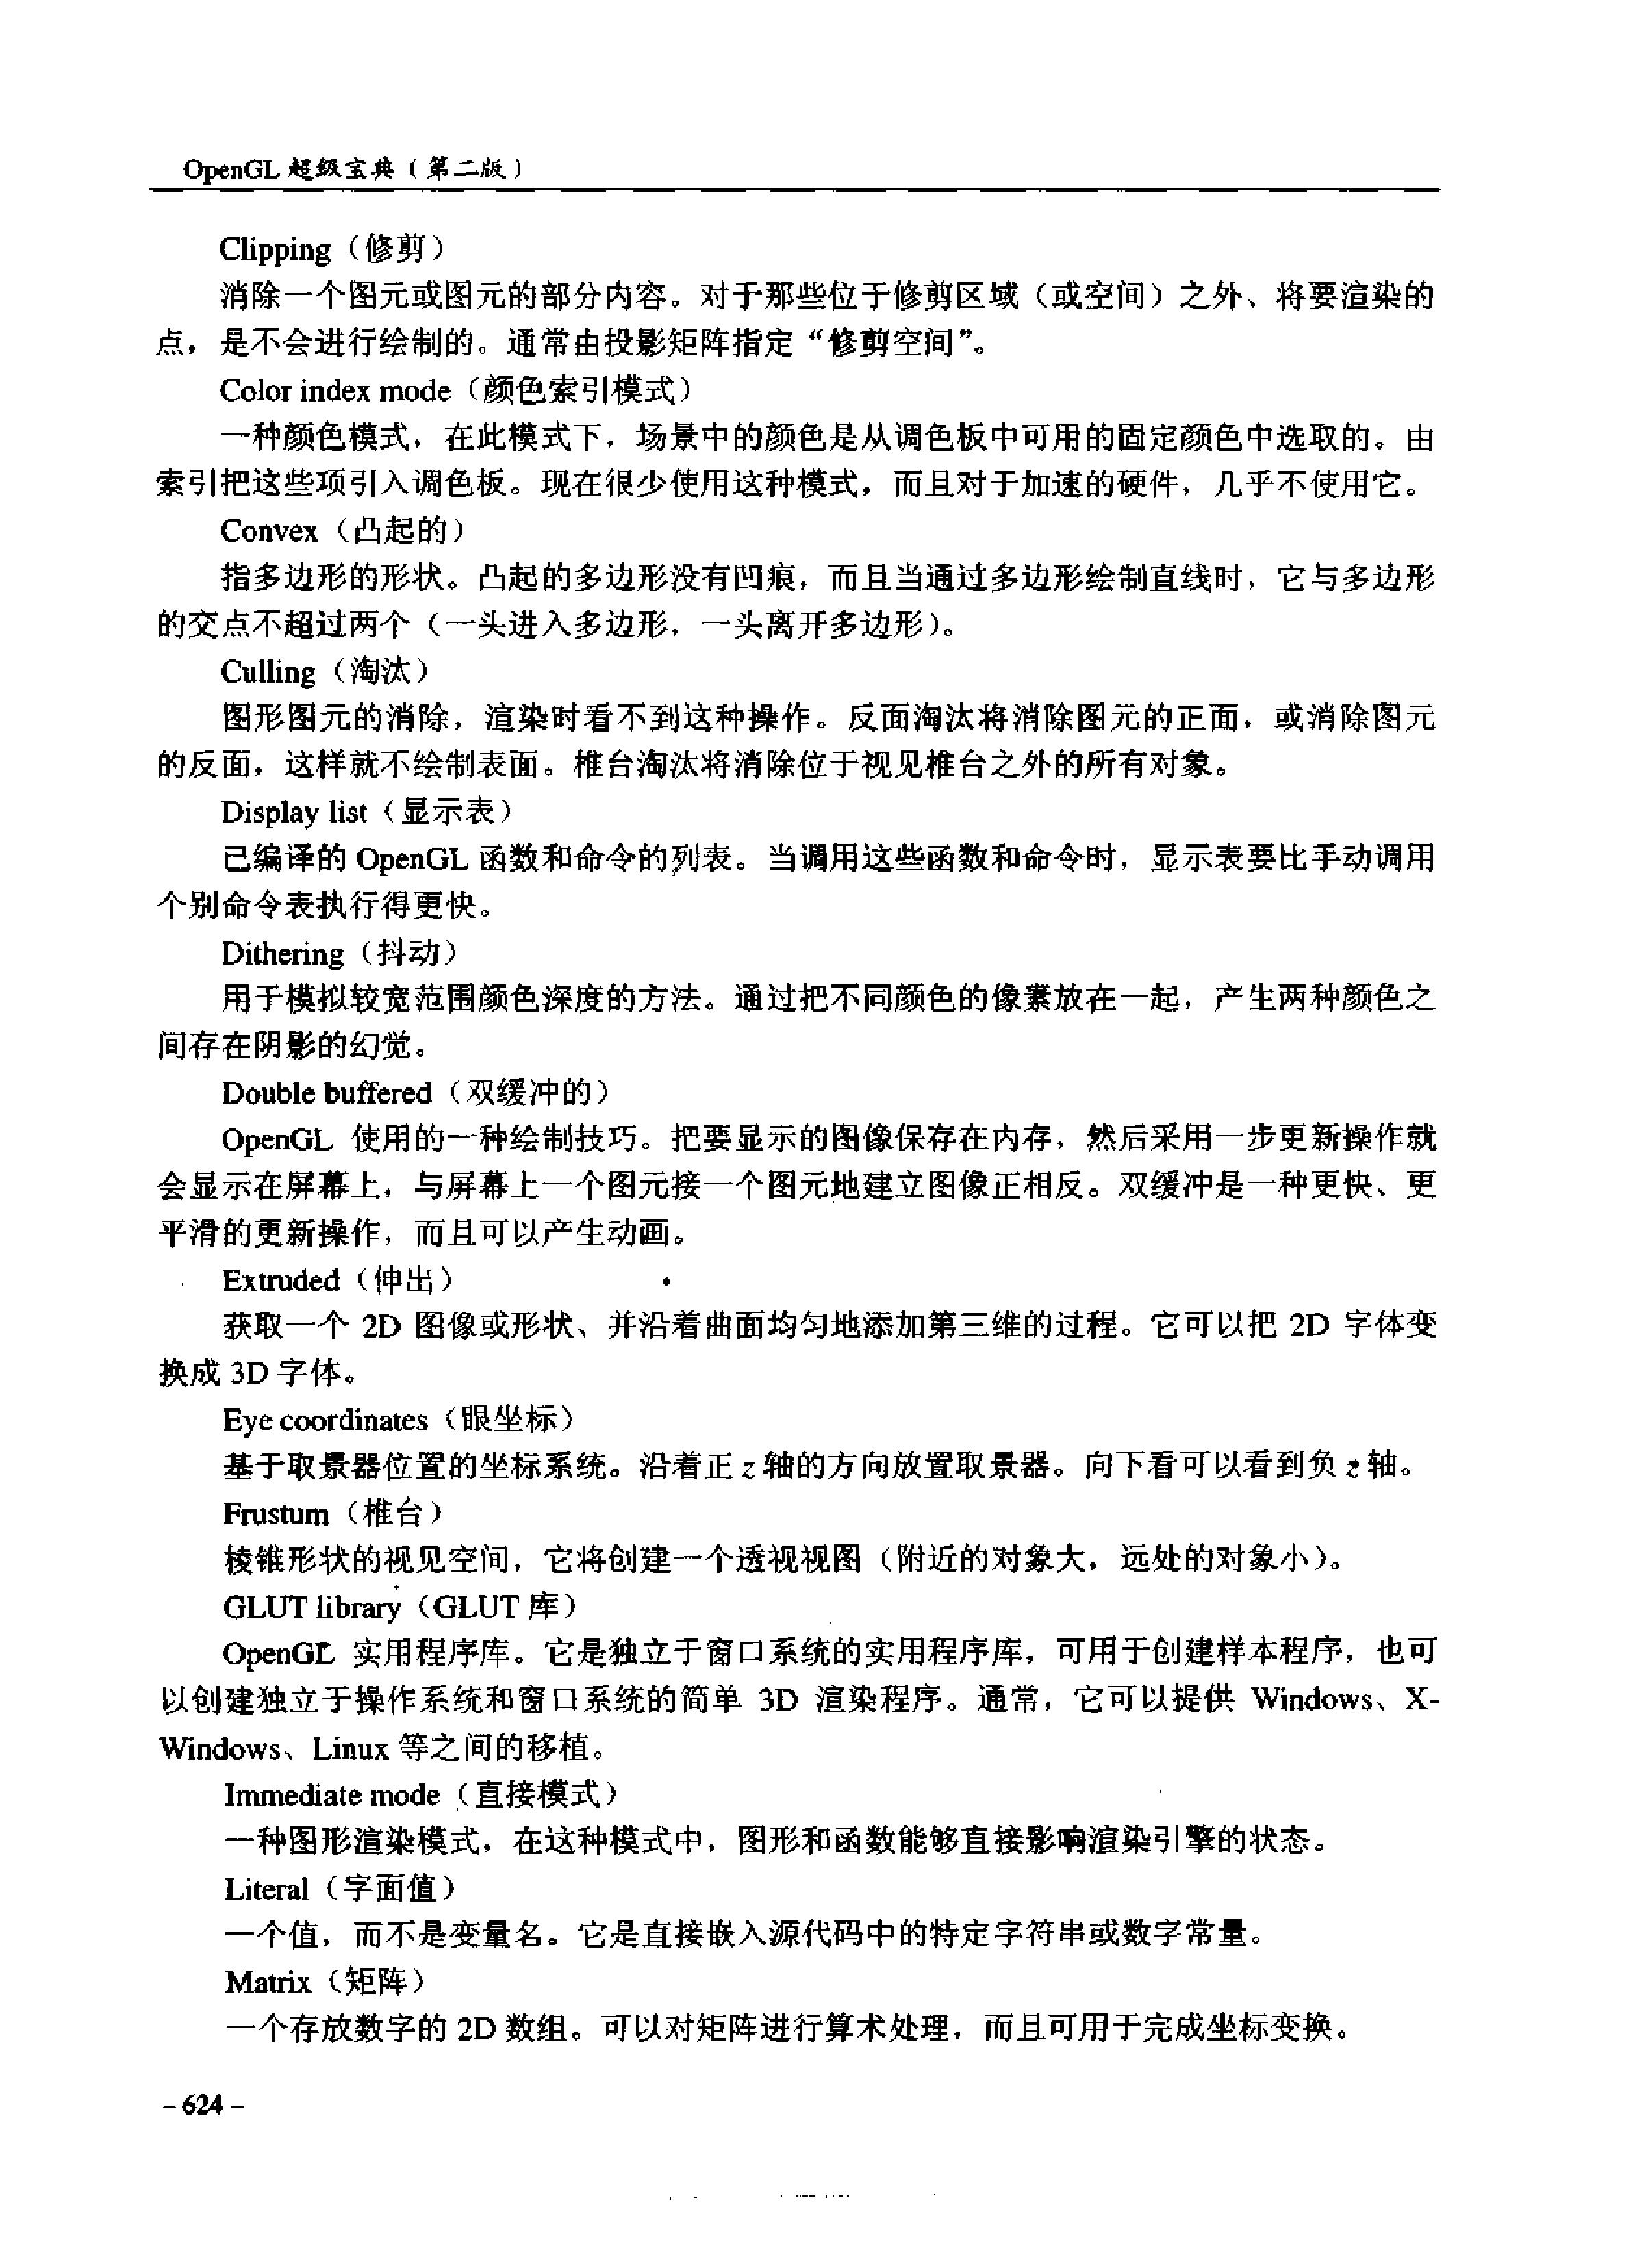 OpenGL 超级宝典（第二版）
Clipping（修剪）
消除一个图元或图元的部分内容。对于那些位于修剪区域（或空间）之外、将要渲染的
点，是不会进行绘制的。通常由投影矩阵指定“修剪空间”。
Color index mode（颜色索引模式）
一种颜色模式，在此模式下，场景中的颜色是从调色板中可用的固定颜色中选取的。由
索引把这些项引入调色板。现在很少使用这种模式，而且对于加速的硬件，几乎不使用它。
Convex（凸起的）
指多边形的形状。凸起的多边形没有凹痕，而且当通过多边形绘制直线时，它与多边形
的交点不超过两个（一头进入多边形，一头离开多边形）。
Culling（淘汰）
图形图元的消除，渲染时看不到这种操作。反面淘汰将消除图元的正面，或消除图元
的反面，这样就不绘制表面。椎台淘汰将消除位于视见椎台之外的所有对象。
Display list（显示表）
已编译的 OpenGL 函数和命令的列表。当调用这些函数和命令时，显示表要比手动调用
个别命令表执行得更快。
Dithering（抖动）
用于模拟较宽范围颜色深度的方法。通过把不同颜色的像素放在一起，产生两种颜色之
间存在阴影的幻觉。
Double buffered（双缓冲的）
OpenGL 使用的一种绘制技巧。把要显示的图像保存在内存，然后采用一步更新操作就
会显示在屏幕上，与屏幕上一个图元接一个图元地建立图像正相反。双缓冲是一种更快、更
平滑的更新操作，而且可以产生动画。
Extruded（伸出）
获取一个 2D 图像或形状、并沿着曲面均匀地添加第三维的过程。它可以把 2D 字体变
换成 3D 字体。
Eye coordinates（眼坐标）
基于取景器位置的坐标系统。沿着正 z 轴的方向放置取景器。向下看可以看到负 z 轴。
Frustum（椎台）
棱锥形状的视见空间，它将创建一个透视视图（附近的对象大，远处的对象小）。
GLUT library（GLUT 库）
OpenGL 实用程序库。它是独立于窗口系统的实用程序库，可用于创建样本程序，也可
以创建独立于操作系统和窗口系统的简单 3D 渲染程序。通常，它可以提供 Windows、X-
Windows、Linux 等之间的移植。
Immediate mode（直接模式）
一种图形渲染模式，在这种模式中，图形和函数能够直接影响渲染引擎的状态。
Literal（字面值）
一个值，而不是变量名。它是直接嵌入源代码中的特定字符串或数字常量。
Matrix（矩阵）
一个存放数字的 2D 数组。可以对矩阵进行算术处理，而且可用于完成坐标变换。
－624－